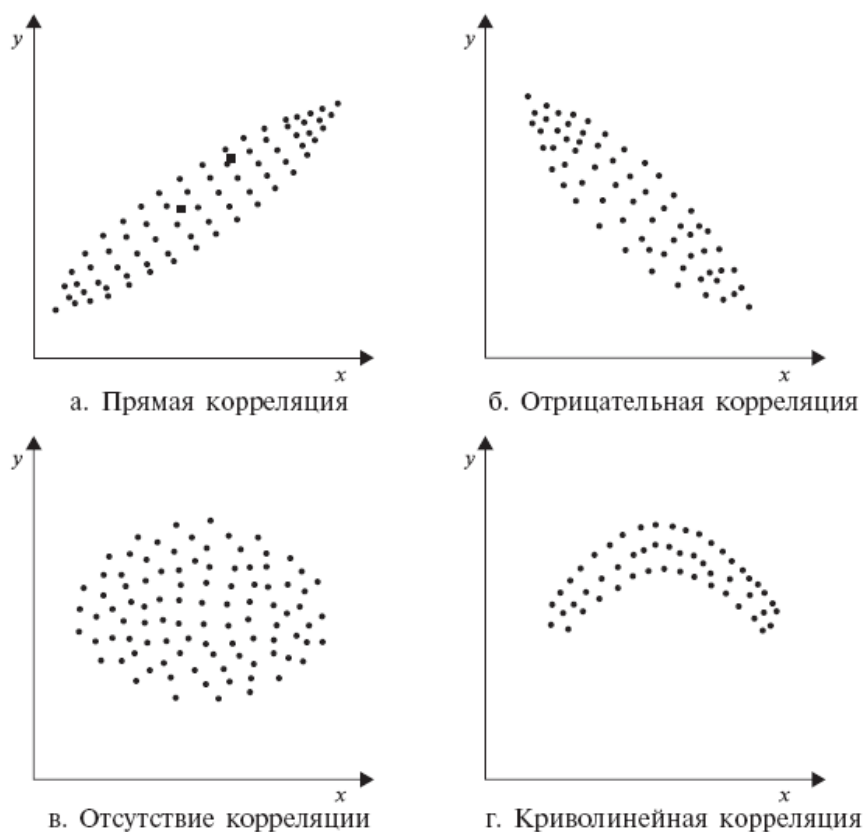 y
x
а. Прямая корреляция
y
x
б. Отрицательная корреляция
y
x
в. Отсутствие корреляции
y
x
г. Криволинейная корреляция